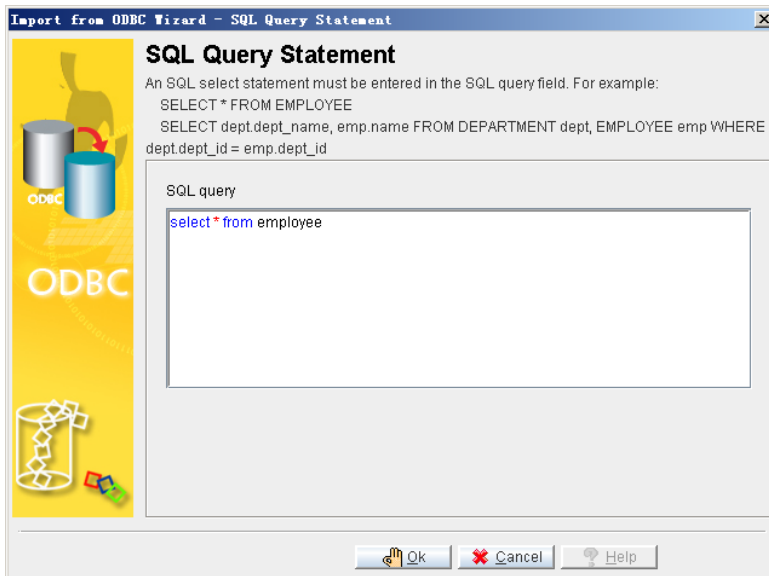 Import from ODBC Wizard - SQL Query Statement
SQL Query Statement
An SQL select statement must be entered in the SQL query field. For example:
SELECT * FROM EMPLOYEE
SELECT dept.dept_name, emp.name FROM DEPARTMENT dept, EMPLOYEE emp WHERE
dept.dept_id = emp.dept_id
SQL query
select * from employee
ODBC
ODBC
Ok
Cancel
Help